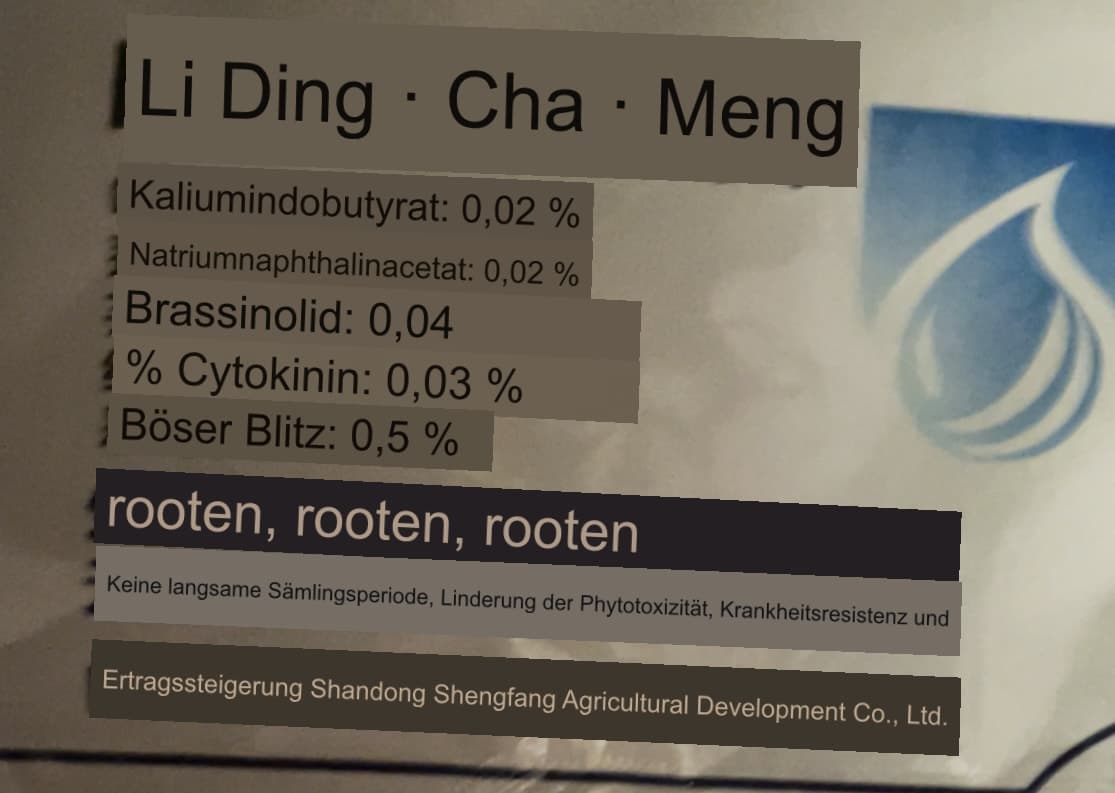 Li Ding · Cha · Meng
Kaliumindobutyrat: 0,02 %
Natriumnaphthalinacetat: 0,02 %
Brassinolid: 0,04
% Cytokinin: 0,03 %
Böser Blitz: 0,5 %
rooten, rooten, rooten
Keine langsame Sämlingsperiode, Linderung der Phytotoxizität, Krankheitsresistenz und
Ertragssteigerung Shandong Shengfang Agricultural Development Co., Ltd.